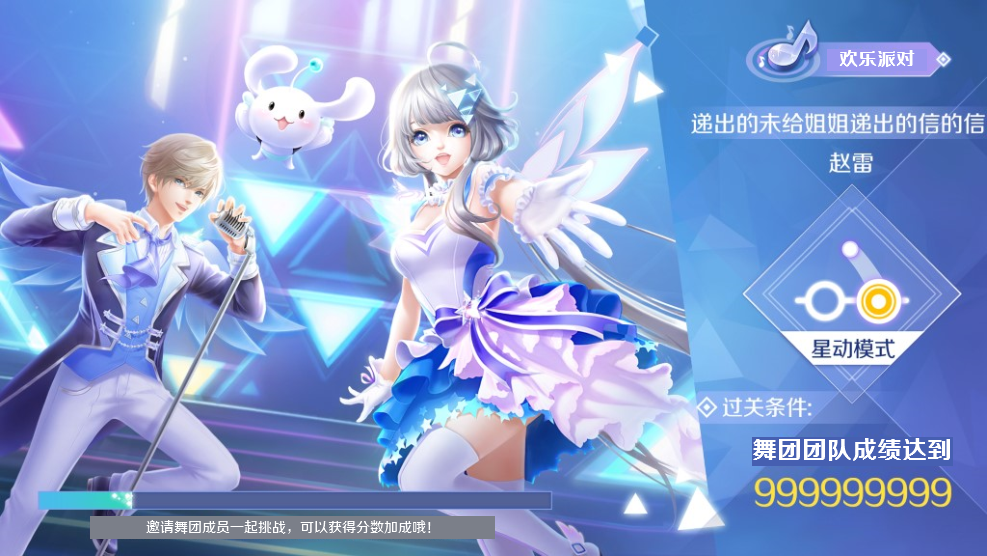 欢乐派对
递出的未给姐姐递出的信的信
赵雷
星动模式
过关条件:
舞团团队成绩达到
999999999
邀请舞团成员一起挑战，可以获得分数加成哦！